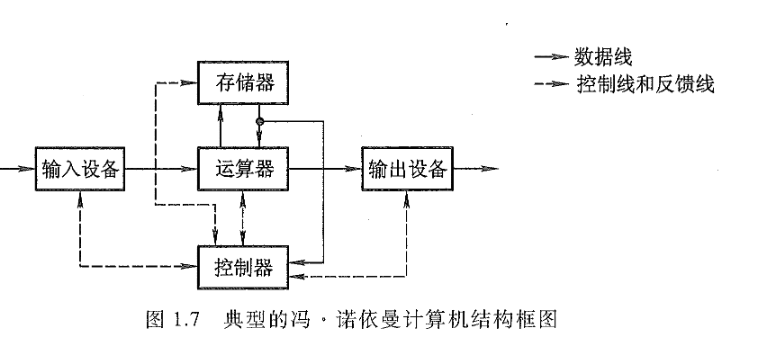 存储器
数据线
控制线和反馈线
输入设备
运算器
输出设备
控制器
图 1.7 典型的冯·诺依曼计算机结构框图